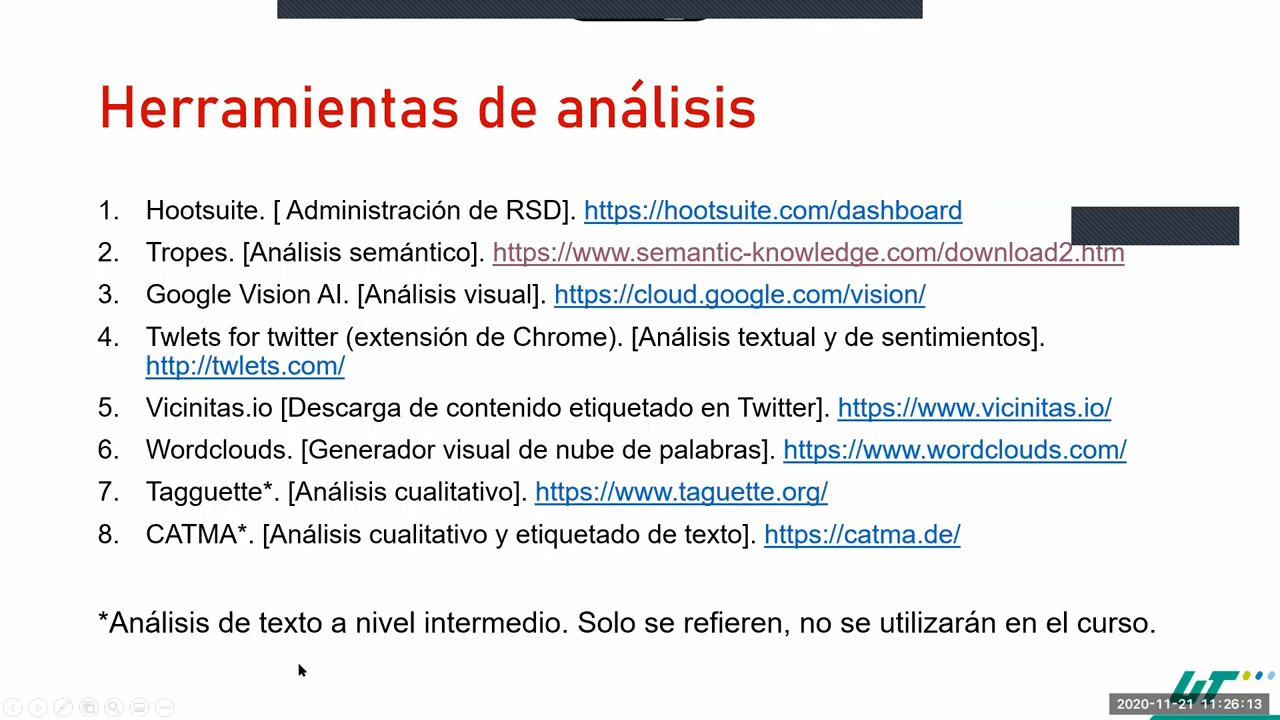 Herramientas de análisis
1. Hootsuite. [ Administración de RSD]. https://hootsuite.com/dashboard
2. Tropes. [Análisis semántico]. https://www.semantic-knowledge.com/download2.htm
3. Google Vision AI. [Análisis visual]. https://cloud.google.com/vision/
4. Twlets for twitter (extensión de Chrome). [Análisis textual y de sentimientos].
http://twlets.com/
5. Vicinitas.io [Descarga de contenido etiquetado en Twitter]. https://www.vicinitas.io/
6. Wordclouds. [Generador visual de nube de palabras]. https://www.wordclouds.com/
7. Tagguette*. [Análisis cualitativo]. https://www.taguette.org/
8. CATMA*. [Análisis cualitativo y etiquetado de texto]. https://catma.de/
*Análisis de texto a nivel intermedio. Solo se refieren, no se utilizarán en el curso.
2020-11-21 11:26:13